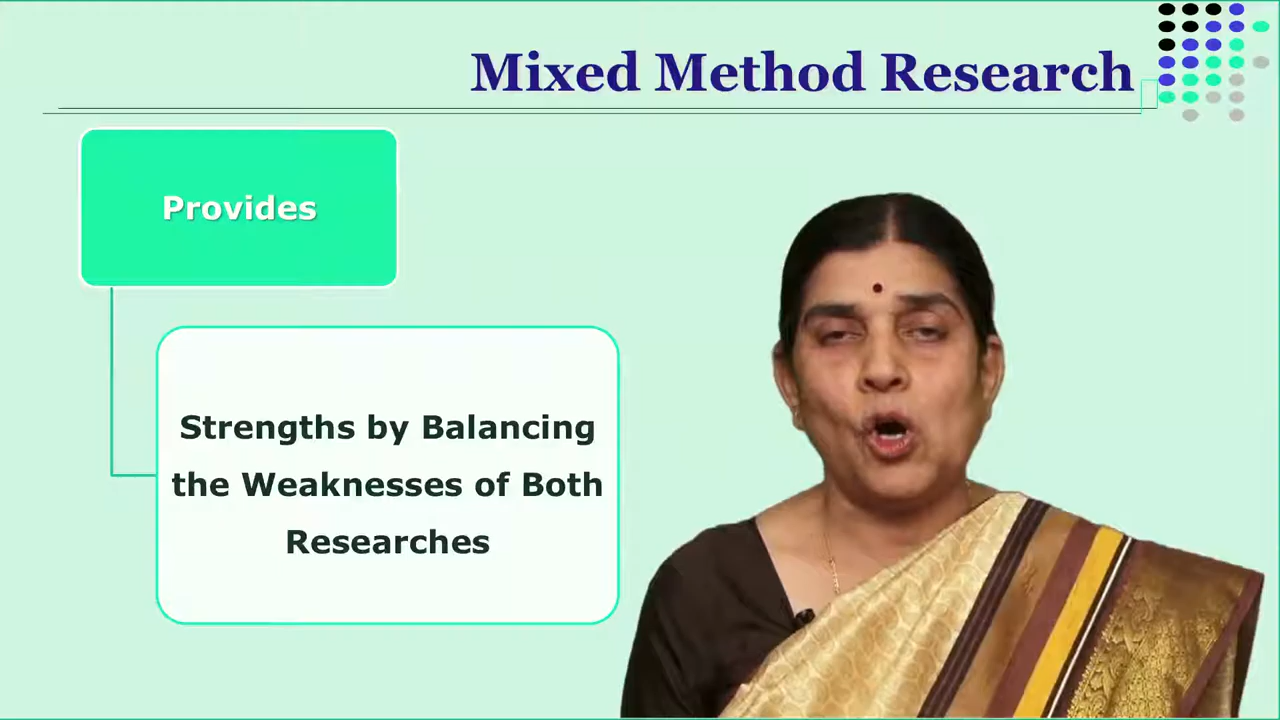 Mixed Method Research
Provides
Strengths by Balancing
the Weaknesses of Both
Researches